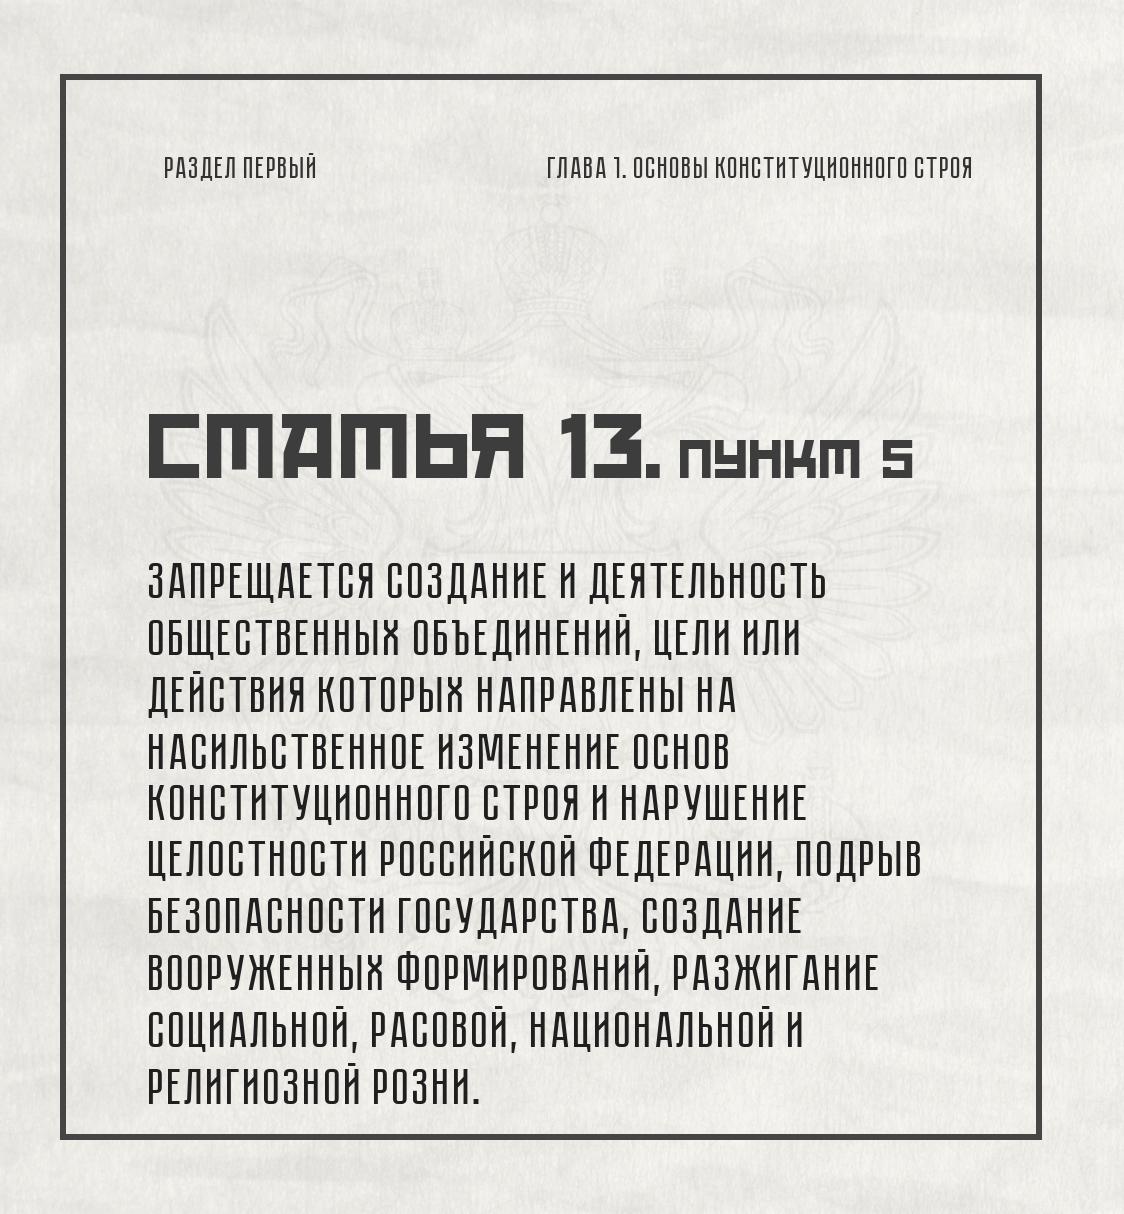 РАЗДЕЛ ПЕРВЫЙ
ГЛАВА 1. ОСНОВЫ КОНСТИТУЦИОННОГО СТРОЯ
СТАТЬЯ 13. ПУНКТ 5
ЗАПРЕЩАЕТСЯ СОЗДАНИЕ И ДЕЯТЕЛЬНОСТЬ
ОБЩЕСТВЕННЫХ ОБЪЕДИНЕНИЙ, ЦЕЛИ ИЛИ
ДЕЙСТВИЯ КОТОРЫХ НАПРАВЛЕНЫ НА
НАСИЛЬСТВЕННОЕ ИЗМЕНЕНИЕ ОСНОВ
КОНСТИТУЦИОННОГО СТРОЯ И НАРУШЕНИЕ
ЦЕЛОСТНОСТИ РОССИЙСКОЙ ФЕДЕРАЦИИ, ПОДРЫВ
БЕЗОПАСНОСТИ ГОСУДАРСТВА, СОЗДАНИЕ
ВООРУЖЕННЫХ ФОРМИРОВАНИЙ, РАЗЖИГАНИЕ
СОЦИАЛЬНОЙ, РАСОВОЙ, НАЦИОНАЛЬНОЙ И
РЕЛИГИОЗНОЙ РОЗНИ.